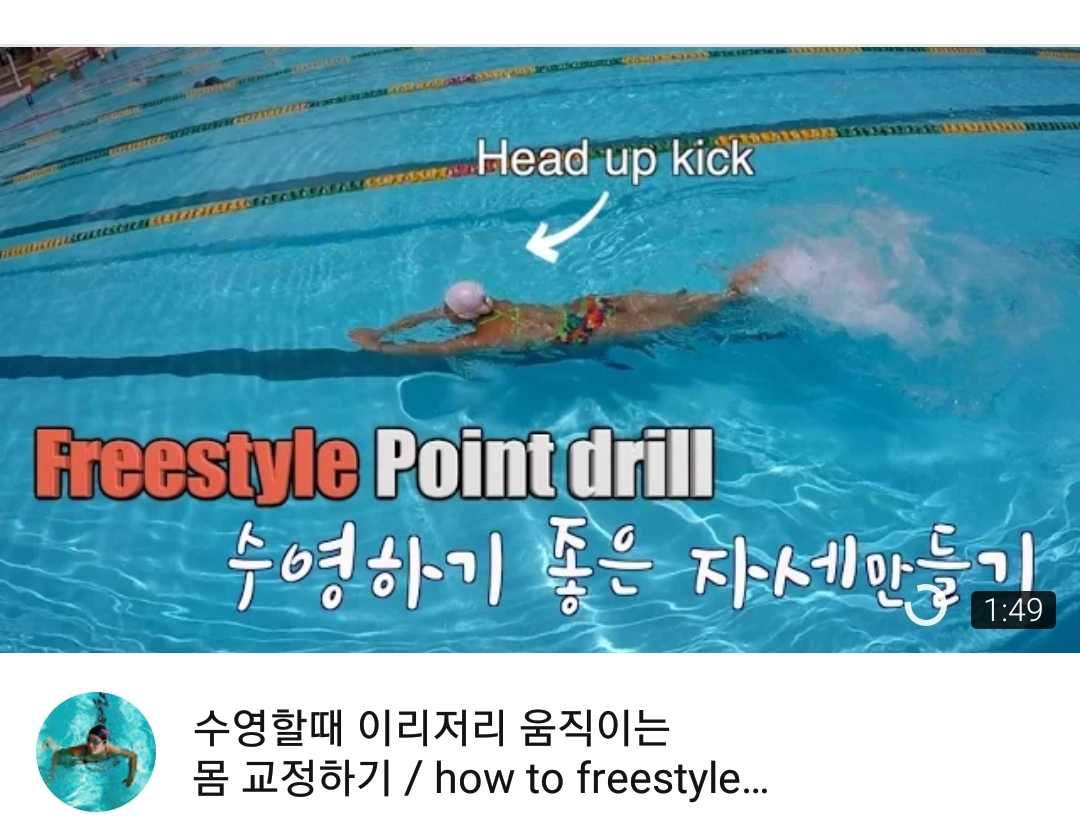 Head up kick
Freestyle Point drill
수영하기 좋은 자세만들기
1:49
수영할때 이리저리 움직이는
몸 교정하기 / how to freestyle...